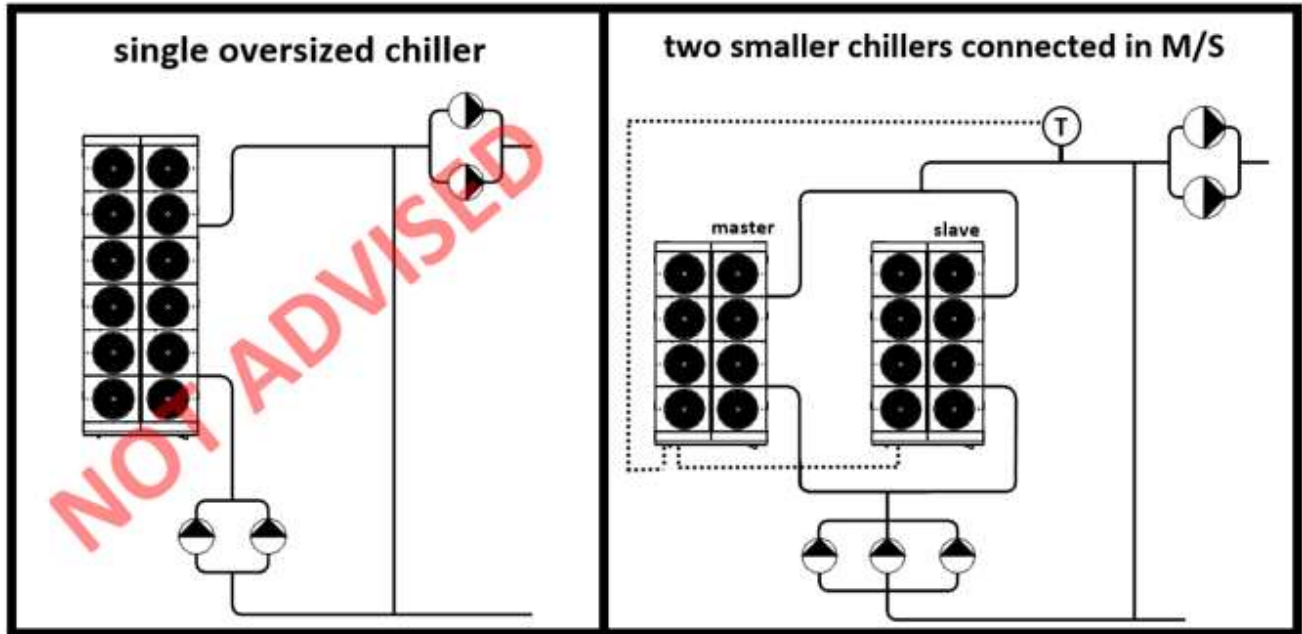 single oversized chiller
NOT ADVISED
two smaller chillers connected in M/S
T
master
slave